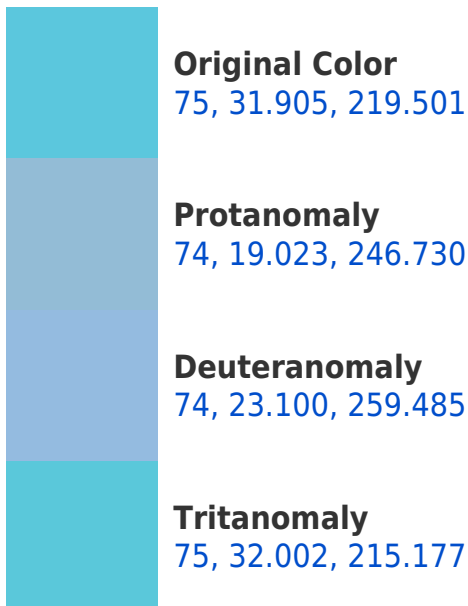 Original Color
75, 31.905, 219.501
Protanomaly
74, 19.023, 246.730
Deuteranomaly
74, 23.100, 259.485
Tritanomaly
75, 32.002, 215.177